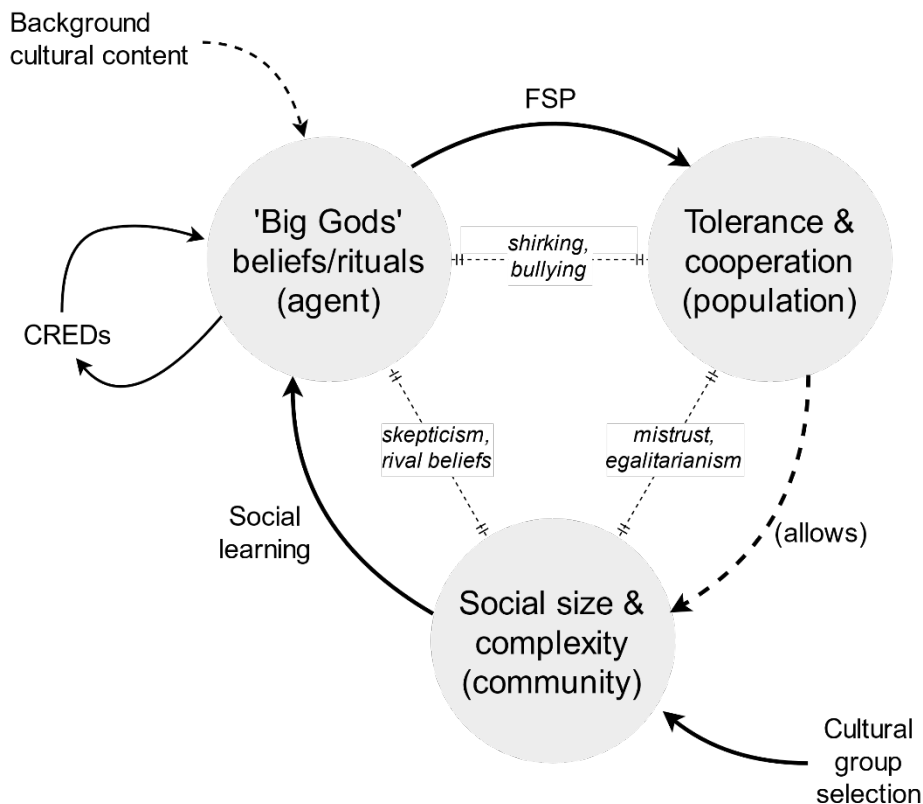 Background
cultural content
FSP
'Big Gods'
beliefs/rituals
(agent)
shirking,
bullying
Tolerance &
cooperation
(population)
CREDs
skepticism,
rival beliefs
mistrust,
egalitarianism
Social
learning
(allows)
Social size &
complexity
(community)
Cultural
group
selection